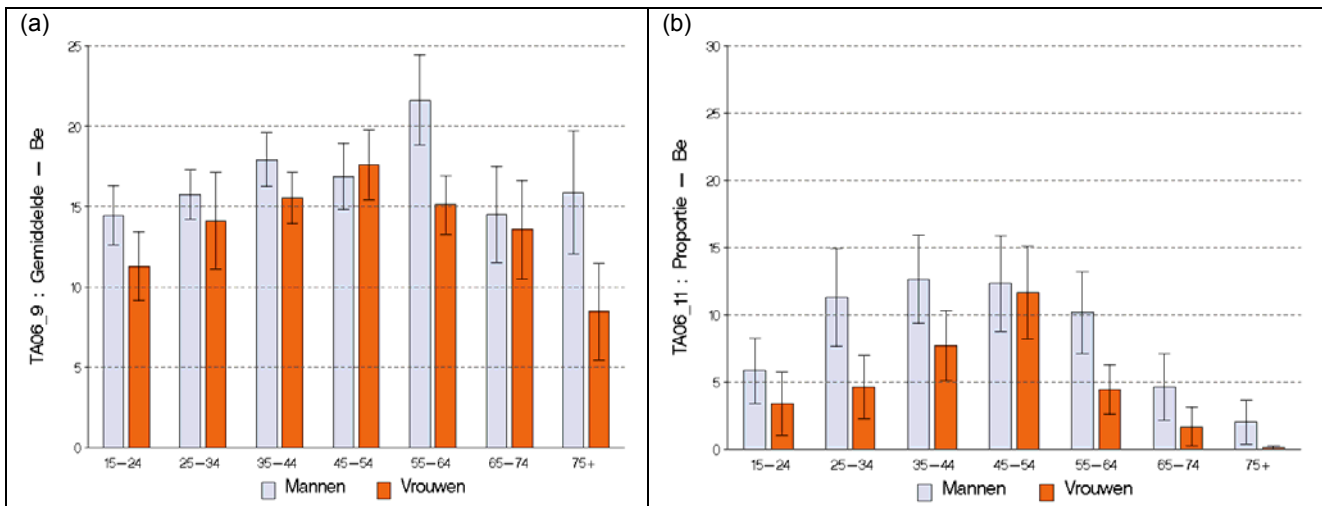 (a)
TA06_9 : Gemiddelde — Be
25
20
15
10
5
0
15—24 25—34 35—44 45—54 55—64 65—74 75+
Mannen Vrouwen
(b)
TA06_11 : Proportie — Be
30
25
20
15
10
5
0
15—24 25—34 35—44 45—54 55—64 65—74 75+
Mannen Vrouwen